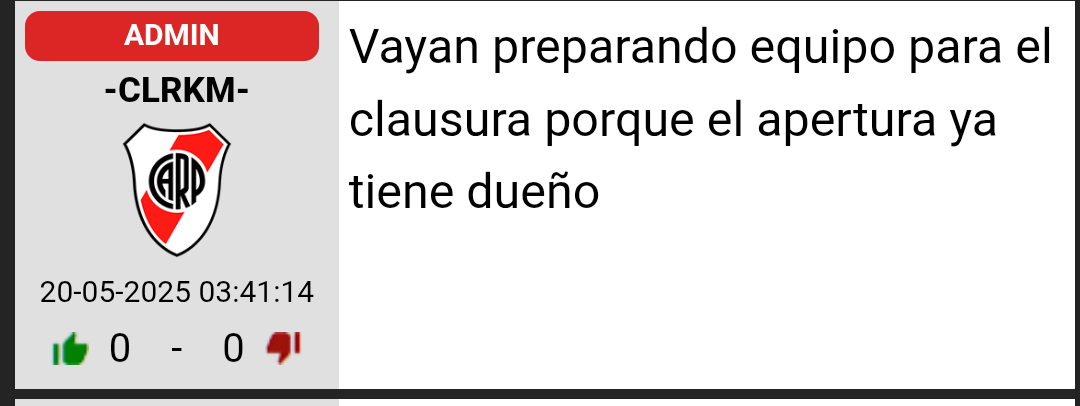 ADMIN
-CLRKM-
CARP
20-05-2025 03:41:14
0 - 0
Vayan preparando equipo para el
clausura porque el apertura ya
tiene dueño